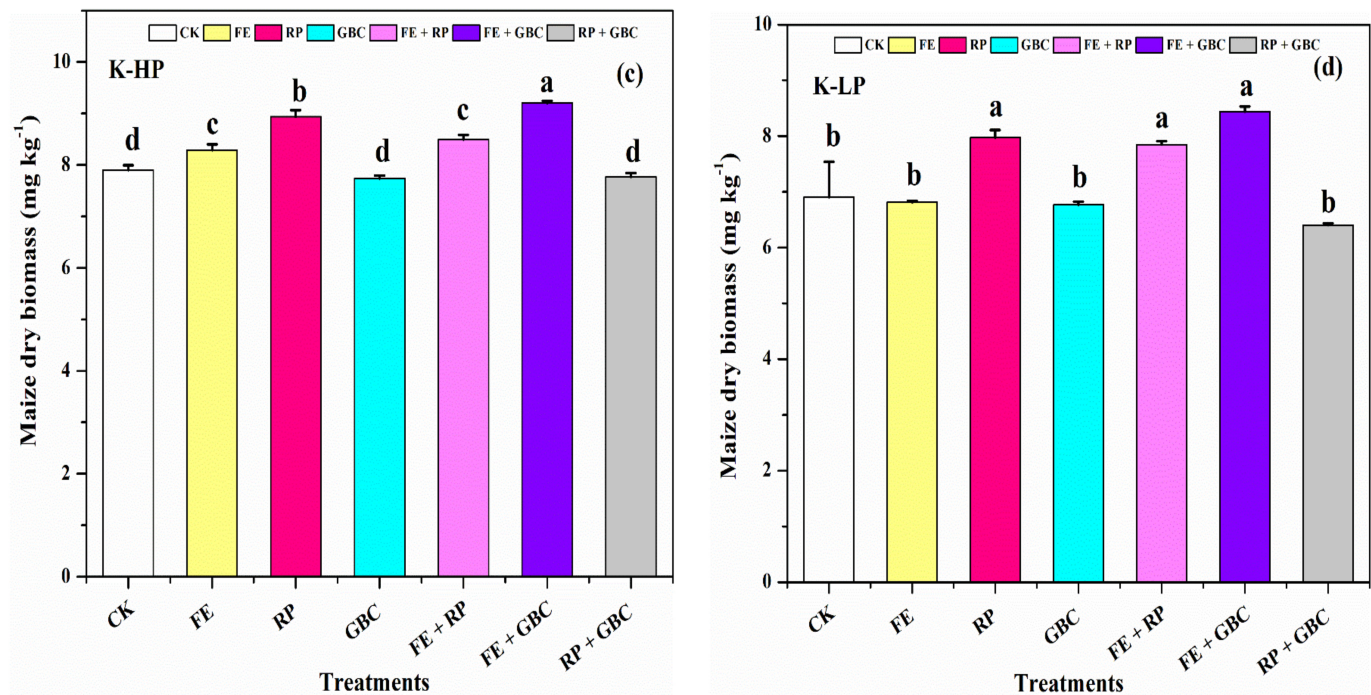 CK FE RP GBC FE + RP FE + GBC RP + GBC
K-HP
(c)
Maize dry biomass (mg kg⁻¹)
10
8
6
4
2
0
d
c
b
d
c
a
d
CK
FE
RP
GBC
FE + RP
FE + GBC
RP + GBC
Treatments
CK FE RP GBC FE + RP FE + GBC RP + GBC
K-LP
(d)
Maize dry biomass (mg kg⁻¹)
10
8
6
4
2
0
b
b
a
b
a
a
b
CK
FE
RP
GBC
FE + RP
FE + GBC
RP + GBC
Treatments